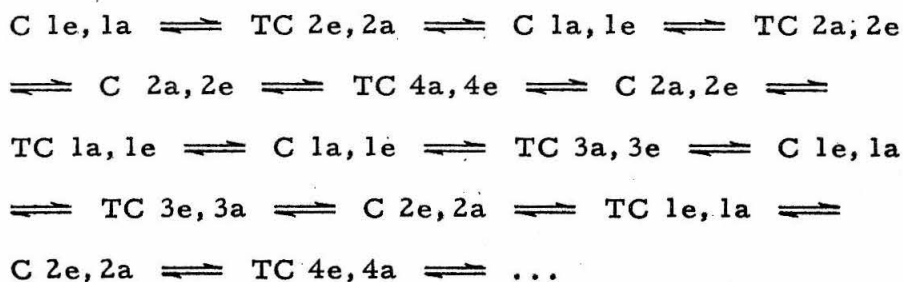 C 1e, 1a ⇌ TC 2e, 2a ⇌ C 1a, 1e ⇌ TC 2a, 2e
⇌ C 2a, 2e ⇌ TC 4a, 4e ⇌ C 2a, 2e ⇌
TC 1a, 1e ⇌ C 1a, 1e ⇌ TC 3a, 3e ⇌ C 1e, 1a
⇌ TC 3e, 3a ⇌ C 2e, 2a ⇌ TC 1e, 1a ⇌
C 2e, 2a ⇌ TC 4e, 4a ⇌ ...